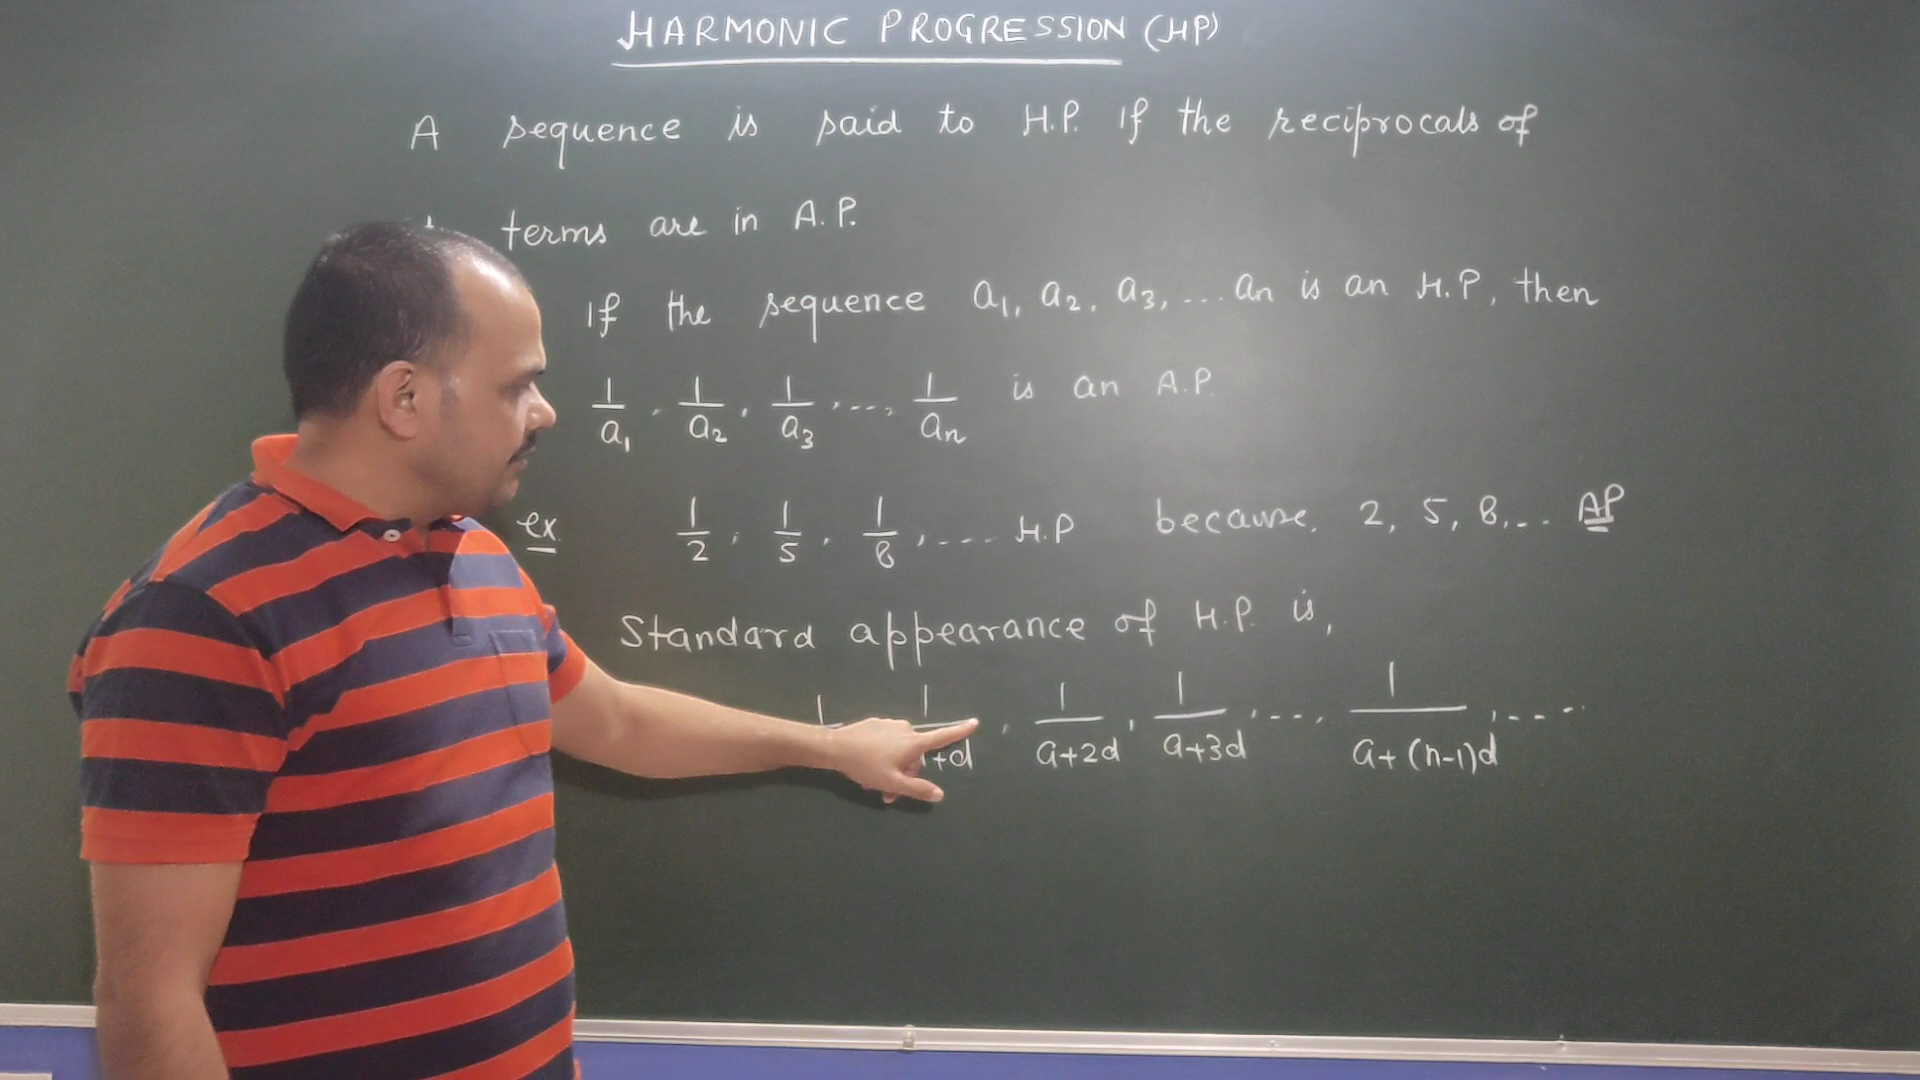 HARMONIC PROGRESSION (HP)
A sequence is said to H.P. if the reciprocals of
terms are in A.P.
If the sequence a₁, a₂, a₃, ... an is an H.P, then
1/a₁, 1/a₂, 1/a₃, ..., 1/an is an A.P.
ex. 1/2, 1/5, 1/8, .... H.P because, 2, 5, 8, ... AP
Standard appearance of H.P. is,
1/+d, 1/a+2d, 1/a+3d, ..., 1/a+(n-1)d, ....